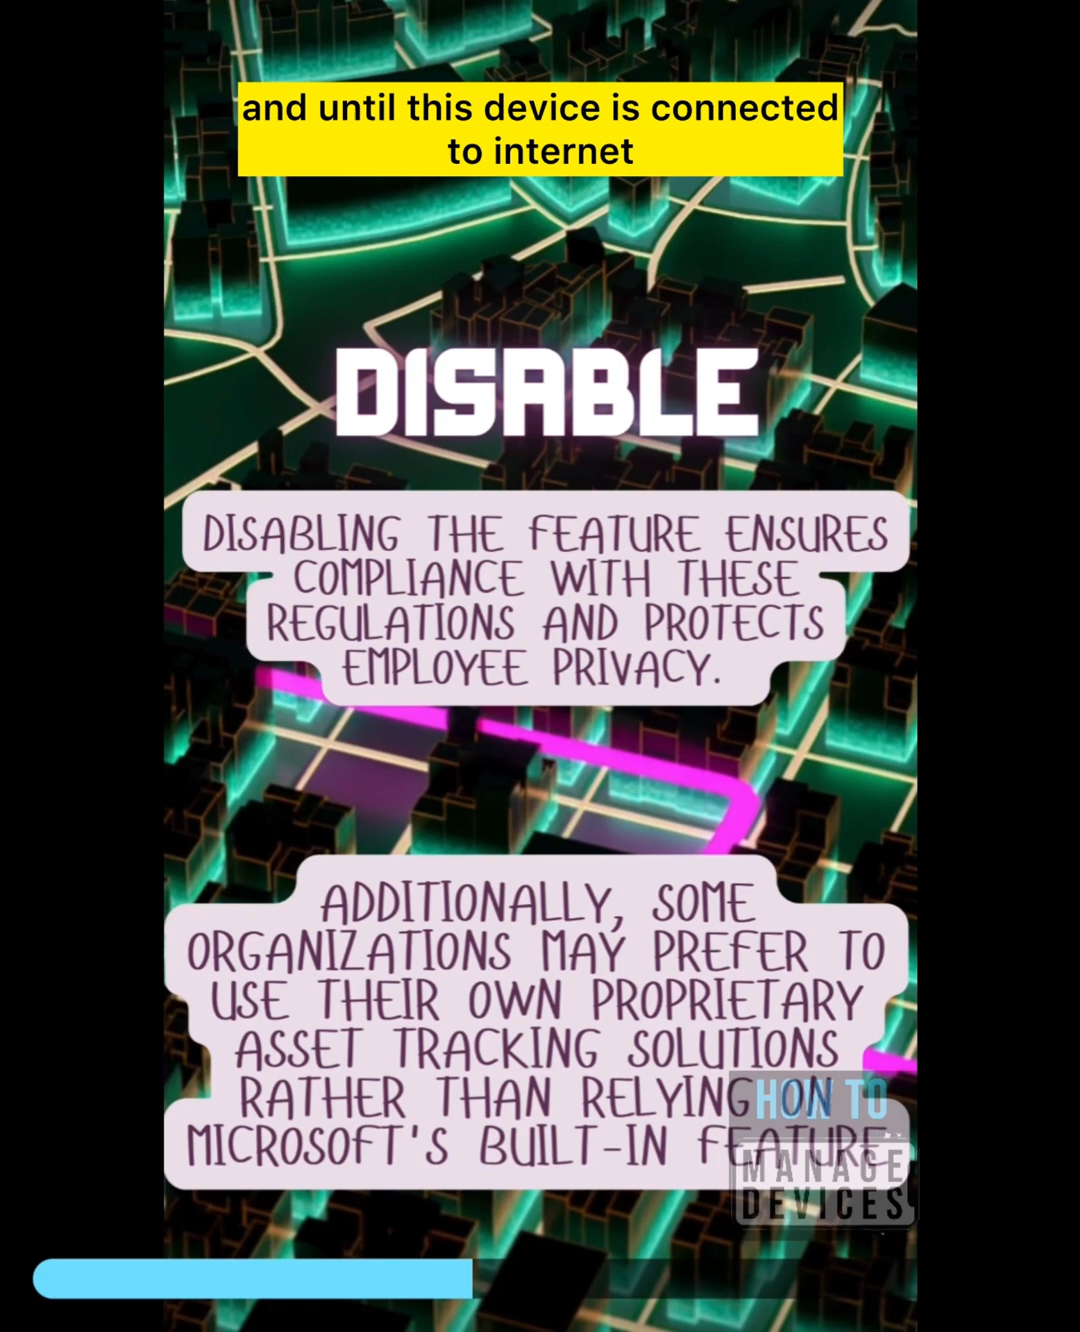 and until this device is connected
to internet
DISABLE
DISABLING THE FEATURE ENSURES
COMPLIANCE WITH THESE
REGULATIONS AND PROTECTS
EMPLOYEE PRIVACY.
ADDITIONALLY, SOME
ORGANIZATIONS MAY PREFER TO
USE THEIR OWN PROPRIETARY
ASSET TRACKING SOLUTIONS
RATHER THAN RELYING ON
MICROSOFT'S BUILT-IN FEATURE
HOW TO
MANAGE
DEVICES